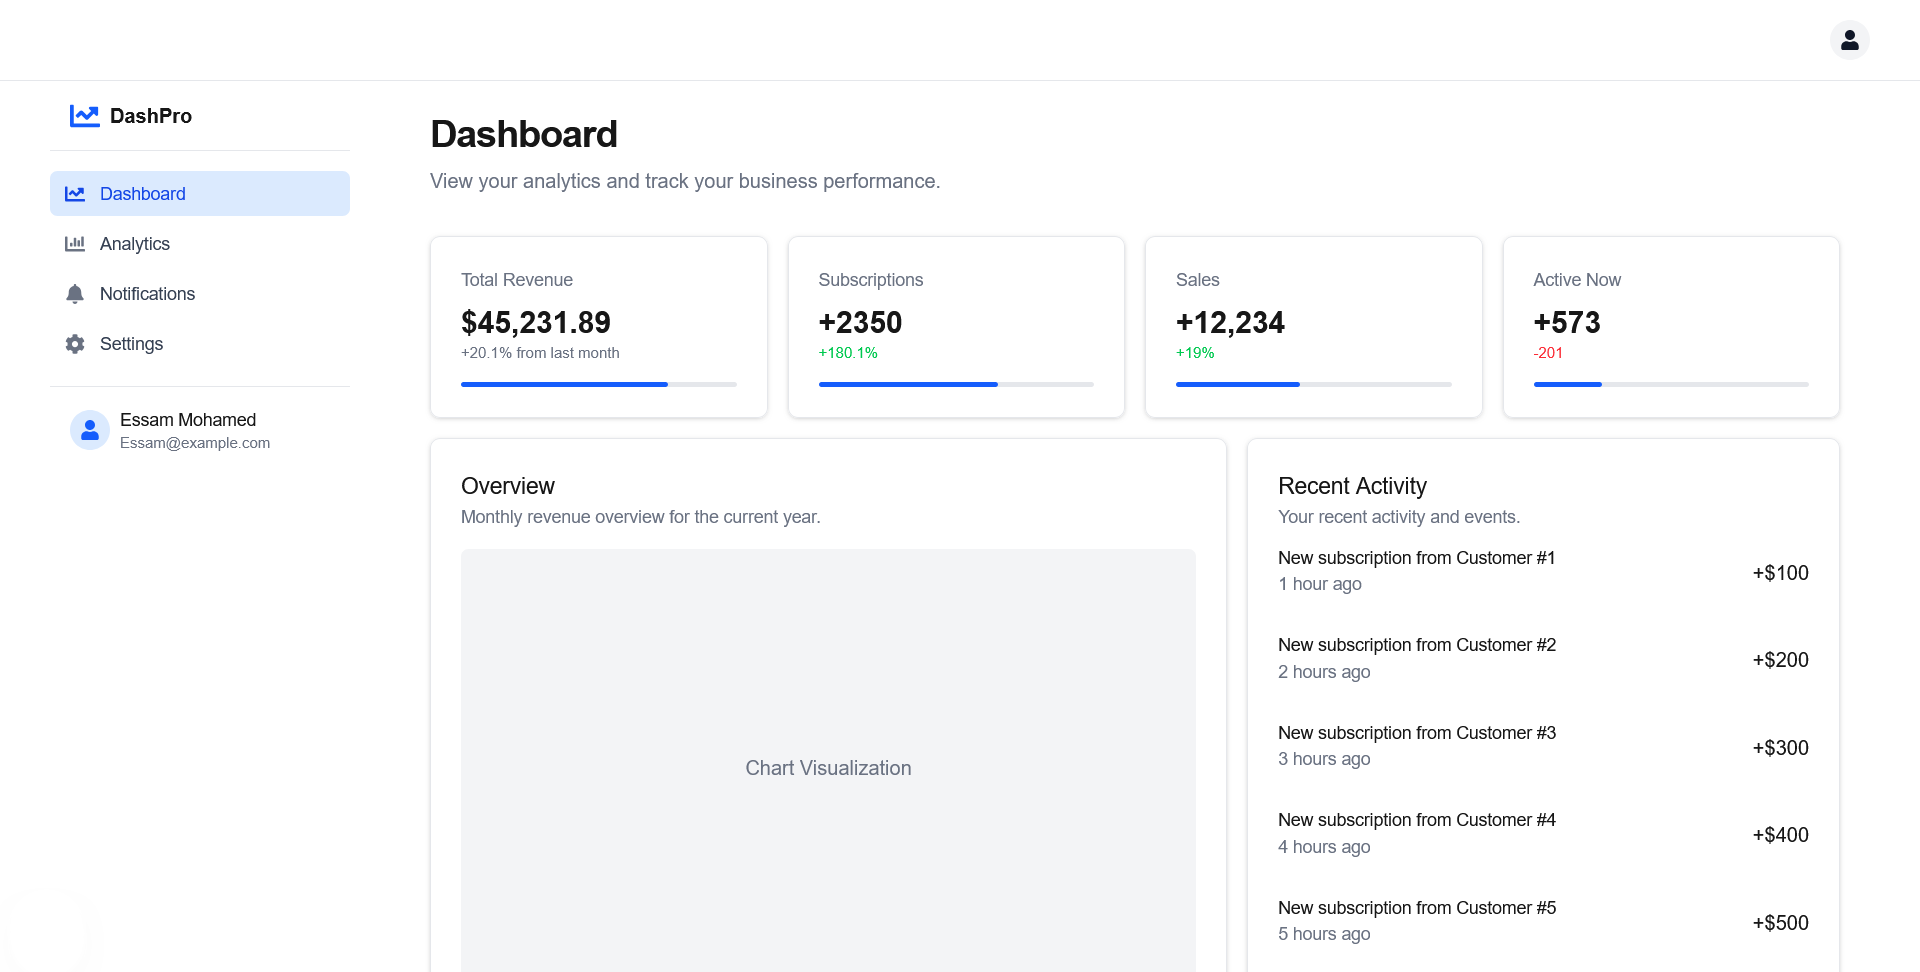 DashPro
Dashboard
Analytics
Notifications
Settings
Essam Mohamed
Essam@example.com
Dashboard
View your analytics and track your business performance.
Total Revenue
$45,231.89
+20.1% from last month
Subscriptions
+2350
+180.1%
Sales
+12,234
+19%
Active Now
+573
-201
Overview
Monthly revenue overview for the current year.
Chart Visualization
Recent Activity
Your recent activity and events.
New subscription from Customer #1
1 hour ago
+$100
New subscription from Customer #2
2 hours ago
+$200
New subscription from Customer #3
3 hours ago
+$300
New subscription from Customer #4
4 hours ago
+$400
New subscription from Customer #5
5 hours ago
+$500